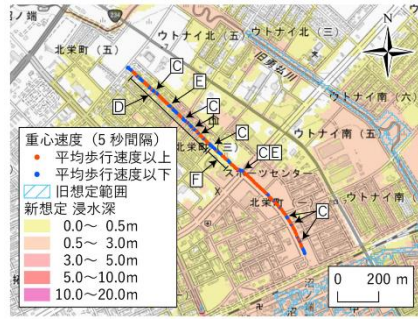 沼ノ端
北栄町（五）
ウトナイ北（五）
ウトナイ北（三）
旧勇払川
N
C
E
D
C
C
ウトナイ南（六）
ウトナイ南（五）
北栄町（三）
CE
F
スポーツセンター
北栄町（一）
C
重心速度（5秒間隔）
平均歩行速度以上
平均歩行速度以下
旧想定範囲
新想定 浸水深
0.0～ 0.5m
0.5～ 3.0m
3.0～ 5.0m
5.0～10.0m
10.0～20.0m
0 200 m